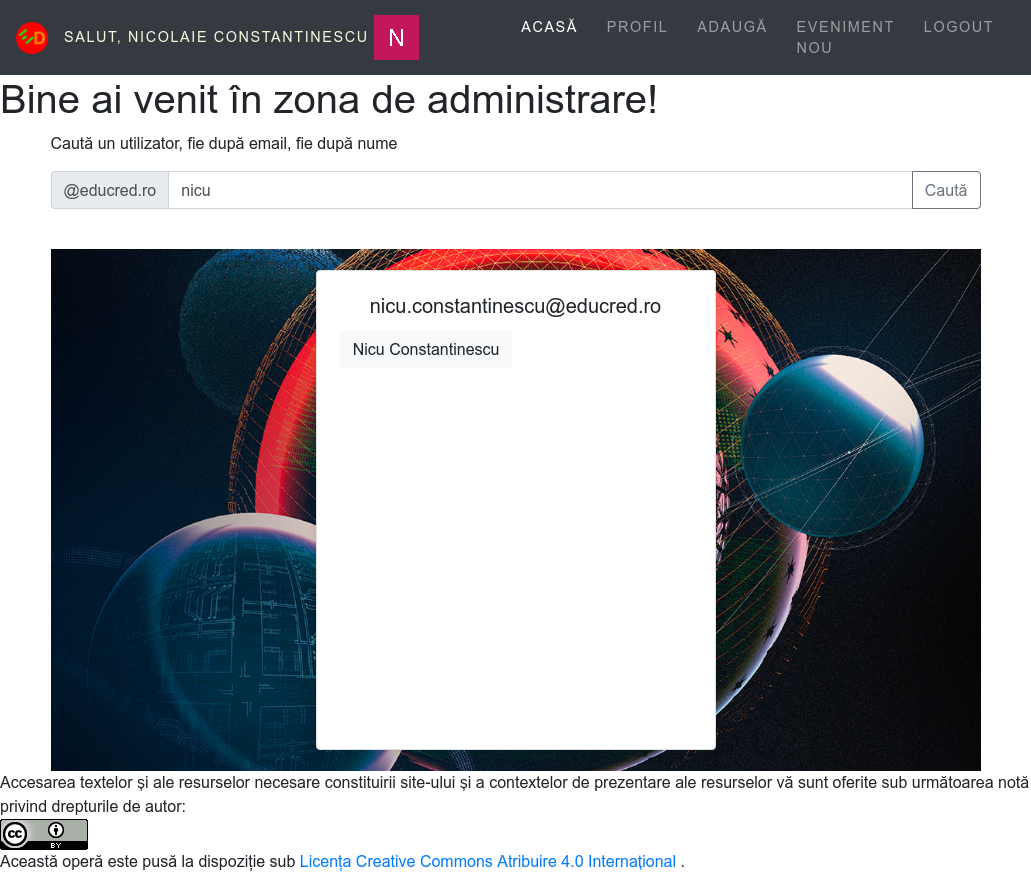 SALUT, NICOLAIE CONSTANTINESCU N ACASĂ PROFIL ADAUGĂ EVENIMENT NOU LOGOUT
Bine ai venit în zona de administrare!
Caută un utilizator, fie după email, fie după nume
@educred.ro nicu Caută
nicu.constantinescu@educred.ro
Nicu Constantinescu
Accesarea textelor și ale resurselor necesare constituirii site-ului și a contextelor de prezentare ale resurselor vă sunt oferite sub următoarea notă
privind drepturile de autor:
cc BY
Această operă este pusă la dispoziție sub Licența Creative Commons Atribuire 4.0 Internațional .